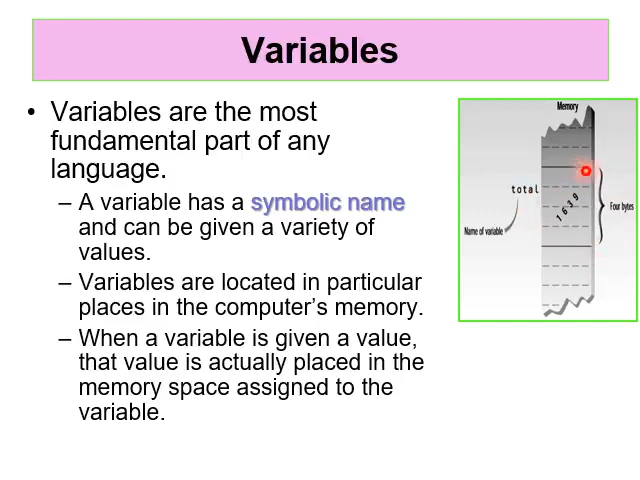 Variables
• Variables are the most
fundamental part of any
language.
– A variable has a symbolic name
and can be given a variety of
values.
– Variables are located in particular
places in the computer’s memory.
– When a variable is given a value,
that value is actually placed in the
memory space assigned to the
variable.
Memory
total
1639
Name of variable
Four bytes